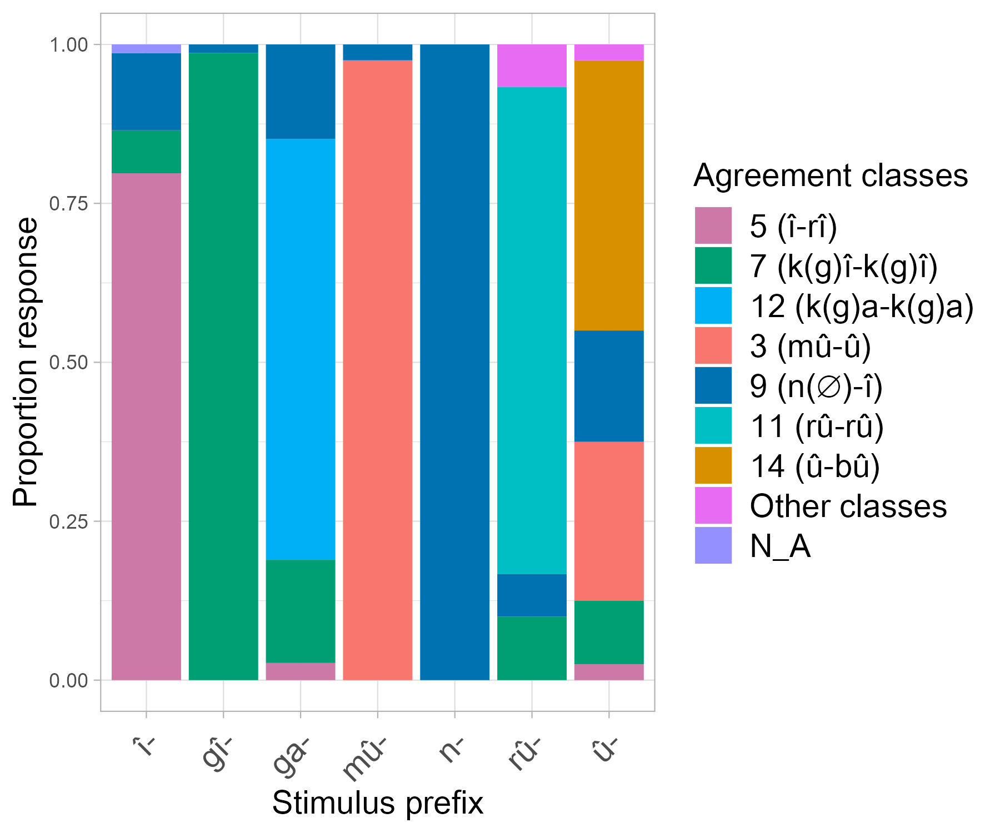 1.00
0.75
0.50
0.25
0.00
Proportion response
î-
gî-
ga-
mû-
n-
rû-
û-
Stimulus prefix
Agreement classes
5 (î-rî)
7 (k(g)î-k(g)î)
12 (k(g)a-k(g)a)
3 (mû-û)
9 (n(∅)-î)
11 (rû-rû)
14 (û-bû)
Other classes
N_A